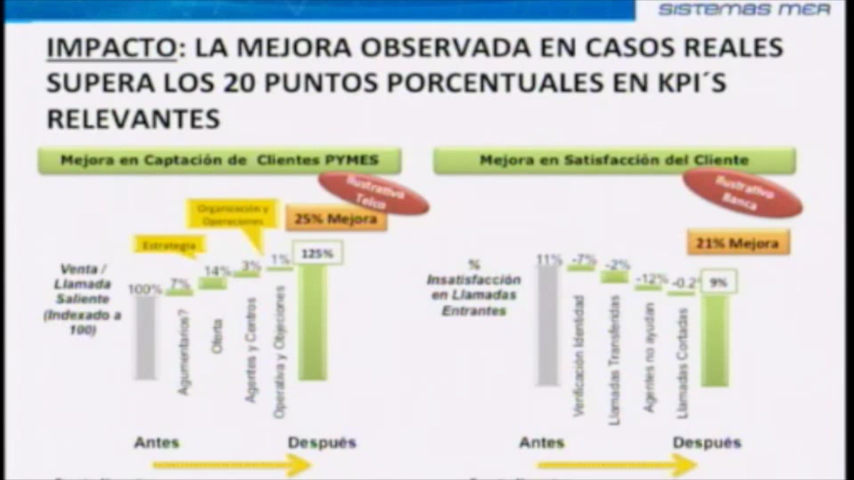 SISTEMAS MER
IMPACTO: LA MEJORA OBSERVADA EN CASOS REALES
SUPERA LOS 20 PUNTOS PORCENTUALES EN KPI´S
RELEVANTES
Mejora en Captación de Clientes PYMES
Ilustrativo
Telco
Organización y
Operaciones
Estrategia
25% Mejora
125%
Venta /
Llamada
Saliente
(Indexado a
100)
100%
7%
14%
3%
1%
Agumentarios?
Oferta
Agentes y Centros
Operativa y Objeciones
Antes
Después
Mejora en Satisfacción del Cliente
Ilustrativo
Banca
21% Mejora
9%
%
Insatisfacción
en Llamadas
Entrantes
11%
-7%
-2%
-12%
-0.2
Verificación Identidad
Llamadas Transferidas
Agentes no ayudan
Llamadas Cortadas
Antes
Después